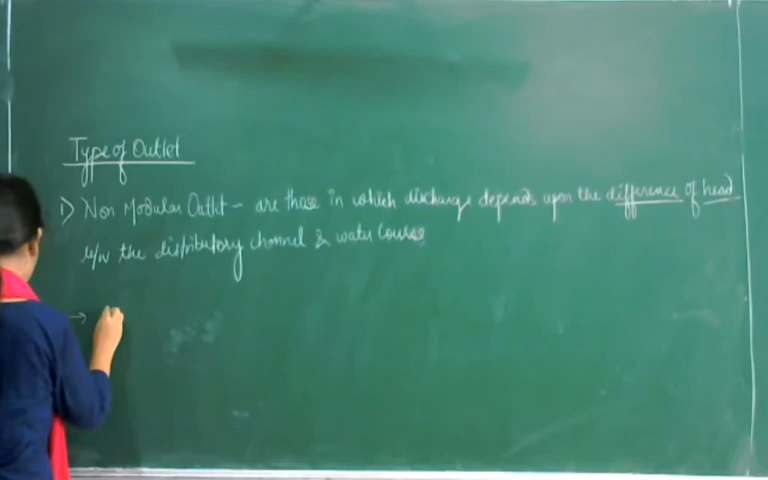 Type of Outlet
1) Non Modular Outlet - are those in which discharge depends upon the difference of head
b/w the distributory channel & water course
→